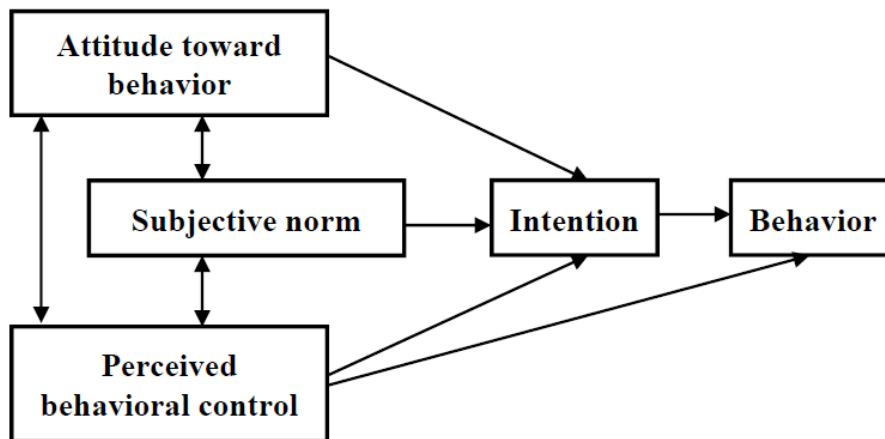 Attitude toward
behavior
Subjective norm
Intention
Behavior
Perceived
behavioral control